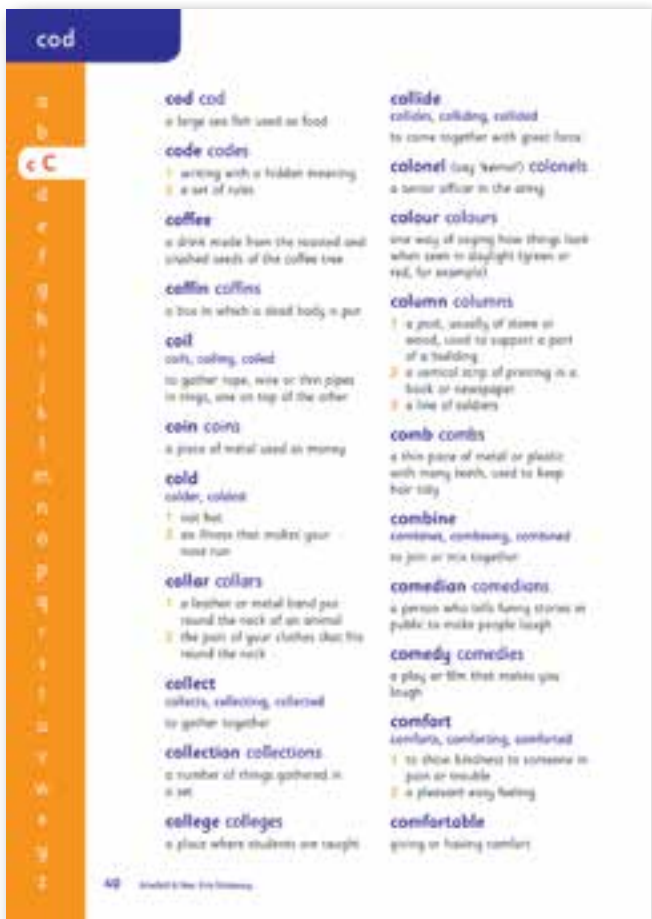 cod
a
b
c C
d
e
f
g
h
i
j
k
l
m
n
o
p
q
r
s
t
u
v
w
x
y
z
cod cod
a large sea fish used as food
code codes
1 writing with a hidden meaning
2 a set of rules
coffee
a drink made from the roasted and
crushed seeds of the coffee tree
coffin coffins
a box in which a dead body is put
coil
coils, coiling, coiled
to gather rope, wire or thin pipes
in rings, one on top of the other
coin coins
a piece of metal used as money
cold
colder, coldest
1 not hot
2 an illness that makes your
nose run
collar collars
1 a leather or metal band put
round the neck of an animal
2 the part of your clothes that fits
round the neck
collect
collects, collecting, collected
to gather together
collection collections
a number of things gathered in
a set
college colleges
a place where students are taught
collide
collides, colliding, collided
to come together with great force
colonel (say 'kernel') colonels
a senior officer in the army
colour colours
one way of saying how things look
when seen in daylight (green or
red, for example)
column columns
1 a post, usually of stone or
wood, used to support a part
of a building
2 a vertical strip of printing in a
book or newspaper
3 a line of soldiers
comb combs
a thin piece of metal or plastic
with many teeth, used to keep
hair tidy
combine
combines, combining, combined
to join or mix together
comedian comedians
a person who tells funny stories in
public to make people laugh
comedy comedies
a play or film that makes you
laugh
comfort
comforts, comforting, comforted
1 to show kindness to someone in
pain or trouble
2 a pleasant easy feeling
comfortable
giving or having comfort
40